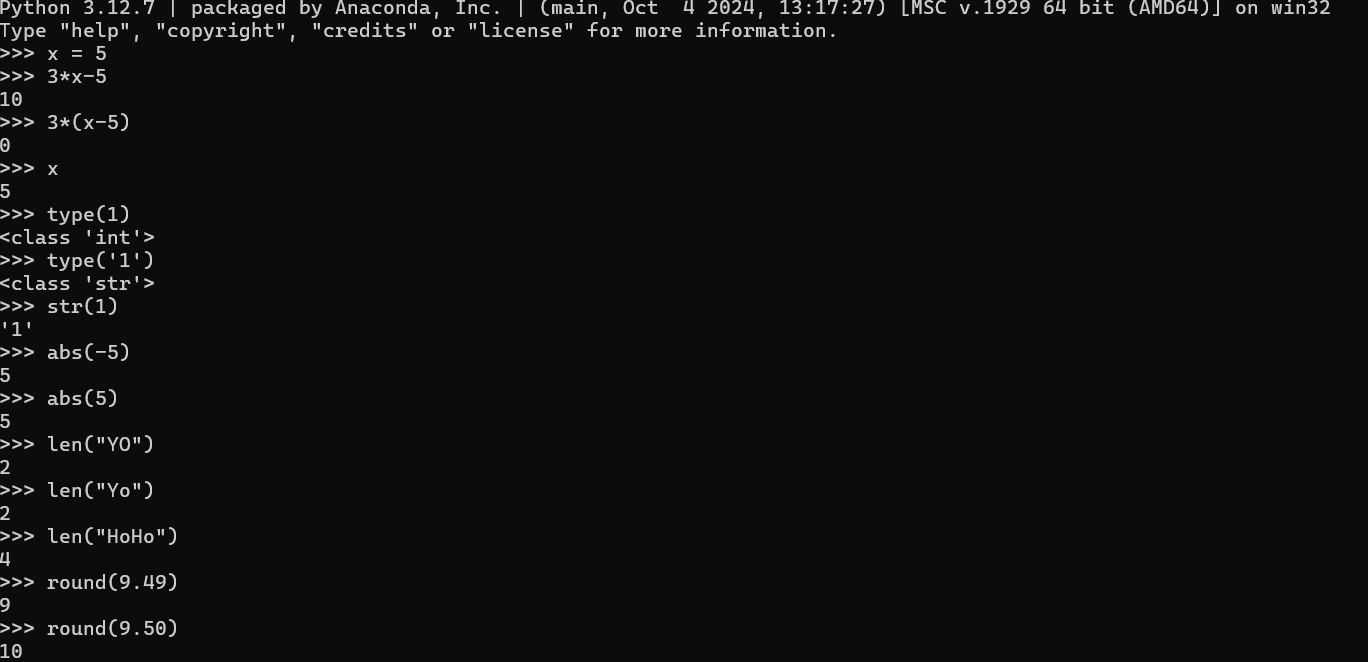 Python 3.12.7 | packaged by Anaconda, Inc. | (main, Oct  4 2024, 13:17:27) [MSC v.1929 64 bit (AMD64)] on win32
Type "help", "copyright", "credits" or "license" for more information.
>>> x = 5
>>> 3*x-5
10
>>> 3*(x-5)
0
>>> x
5
>>> type(1)
<class 'int'>
>>> type('1')
<class 'str'>
>>> str(1)
'1'
>>> abs(-5)
5
>>> abs(5)
5
>>> len("YO")
2
>>> len("Yo")
2
>>> len("HoHo")
4
>>> round(9.49)
9
>>> round(9.50)
10